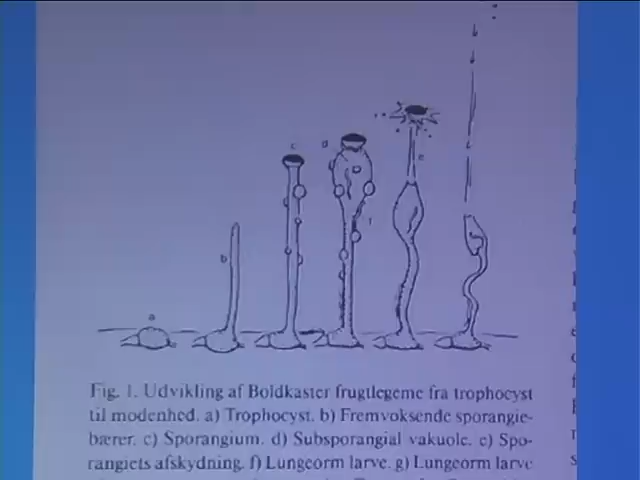 c
d
e
f
b
a
Fig. 1. Udvikling af Boldkaster frugtlegeme fra trophocyst
til modenhed. a) Trophocyst. b) Fremvoksende sporangie-
bærer. c) Sporangium. d) Subsporangial vakuole. e) Spo-
rangiets afskydning. f) Lungeorm larve. g) Lungeorm larve